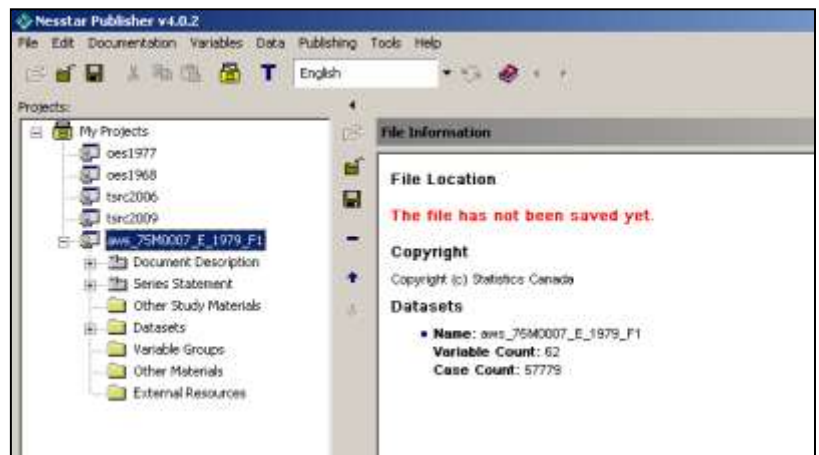 Nesstar Publisher v4.0.2
File Edit Documentation Variables Data Publishing Tools Help
T English
Projects:
My Projects
oes1977
oes1968
tsrc2006
tsrc2009
aws_75M0007_E_1979_F1
Document Description
Series Statement
Other Study Materials
Datasets
Variable Groups
Other Materials
External Resources
File Information
File Location
The file has not been saved yet.
Copyright
Copyright (c) Statistics Canada
Datasets
Name: aws_75M0007_E_1979_F1
Variable Count: 62
Case Count: 57779